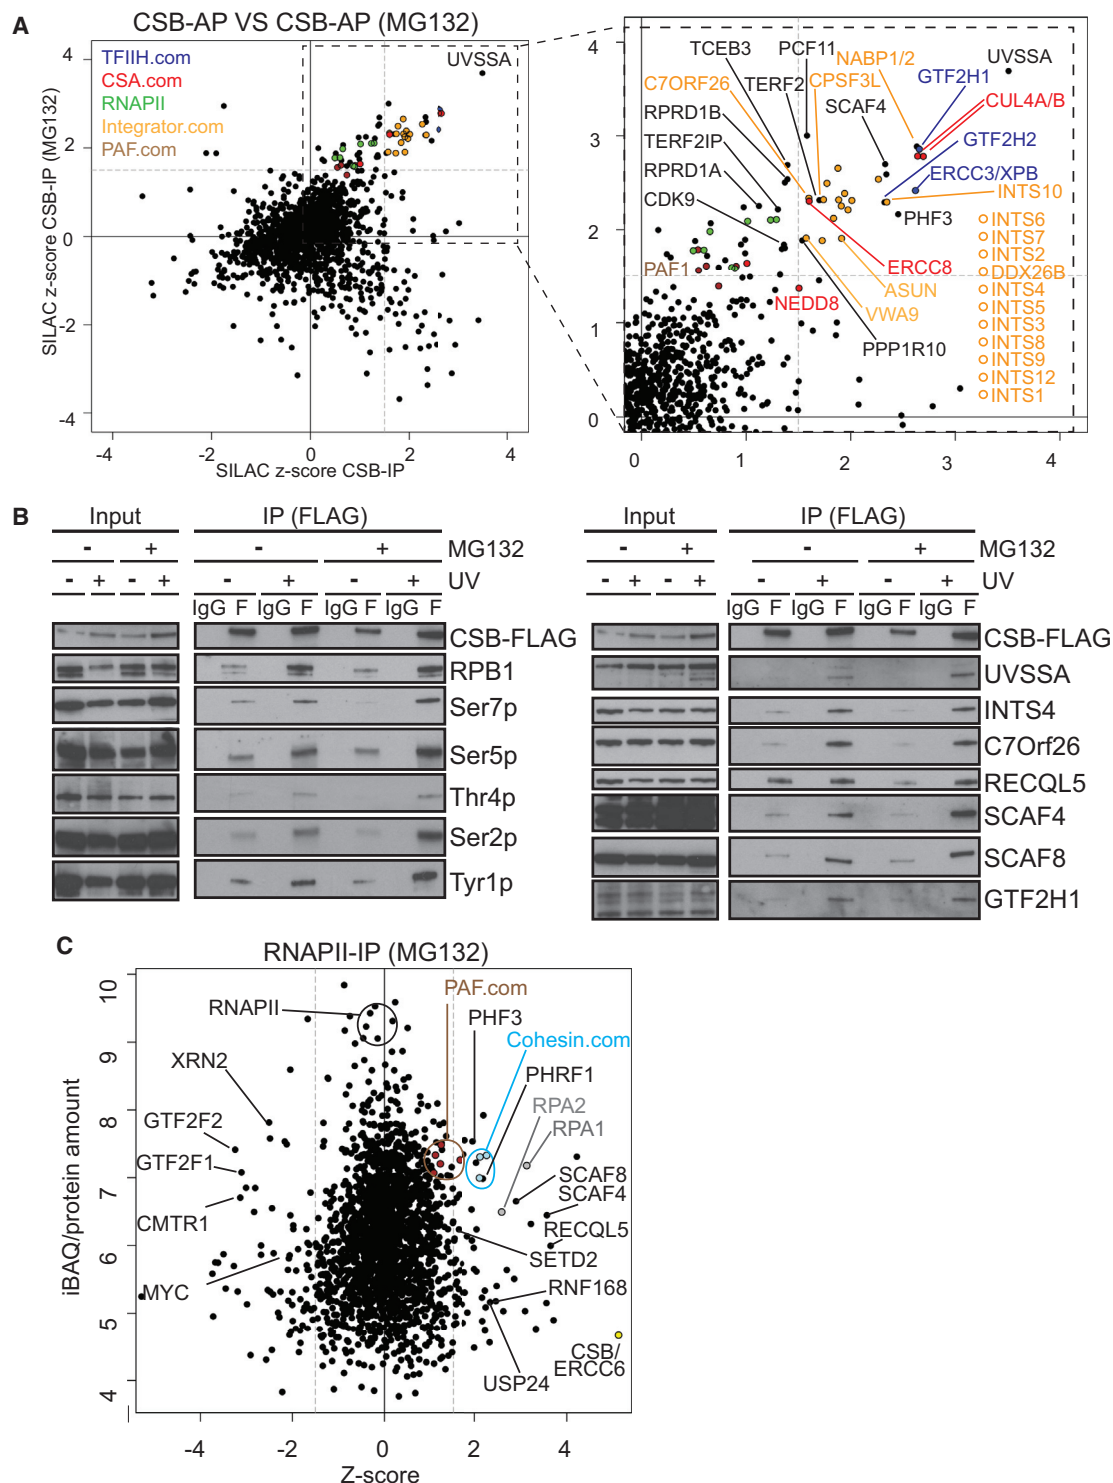 A
CSB-AP VS CSB-AP (MG132)
TFIIH.com
CSA.com
RNAPII
Integrator.com
PAF.com
UVSSA
SILAC z-score CSB-IP (MG132)
4
2
0
-2
-4
-4
-2
0
2
4
SILAC z-score CSB-IP
4
3
2
1
0
0
1
2
3
4
TCEB3
PCF11
NABP1/2
UVSSA
C7ORF26
TERF2
CPSF3L
GTF2H1
RPRD1B
SCAF4
CUL4A/B
TERF2IP
GTF2H2
RPRD1A
ERCC3/XPB
CDK9
INTS10
PHF3
PAF1
ERCC8
NEDD8
ASUN
VWA9
PPP1R10
INTS6
INTS7
INTS2
DDX26B
INTS4
INTS5
INTS3
INTS8
INTS9
INTS12
INTS1
B
Input IP (FLAG)
- + - + MG132
- + - + - + - + UV
IgG F IgG F IgG F IgG F
CSB-FLAG
RPB1
Ser7p
Ser5p
Thr4p
Ser2p
Tyr1p
Input IP (FLAG)
- + - + MG132
- + - + - + - + UV
IgG F IgG F IgG F IgG F
CSB-FLAG
UVSSA
INTS4
C7Orf26
RECQL5
SCAF4
SCAF8
GTF2H1
C
RNAPII-IP (MG132)
iBAQ/protein amount
10
9
8
7
6
5
4
-4
-2
0
2
4
Z-score
RNAPII
PAF.com
PHF3
Cohesin.com
XRN2
PHRF1
RPA2
GTF2F2
RPA1
GTF2F1
SCAF8
SCAF4
CMTR1
RECQL5
SETD2
MYC
RNF168
CSB/
ERCC6
USP24